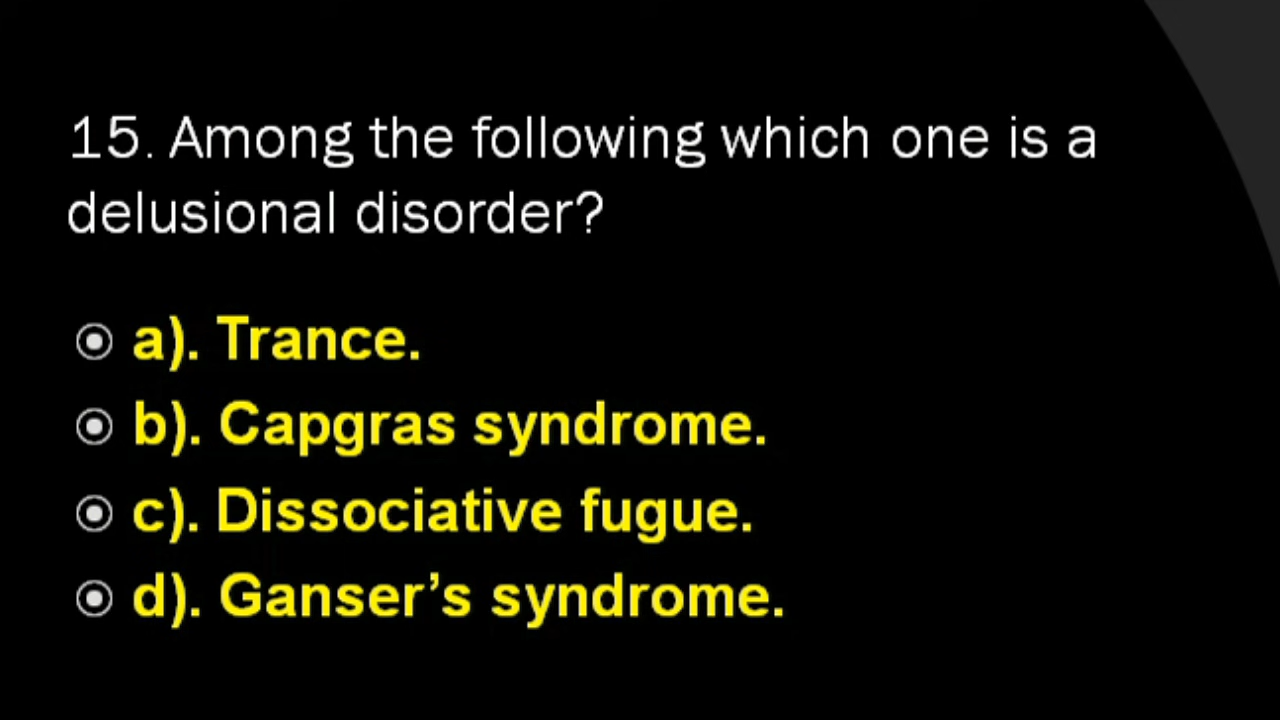 15. Among the following which one is a
delusional disorder?
a). Trance.
b). Capgras syndrome.
c). Dissociative fugue.
d). Ganser’s syndrome.